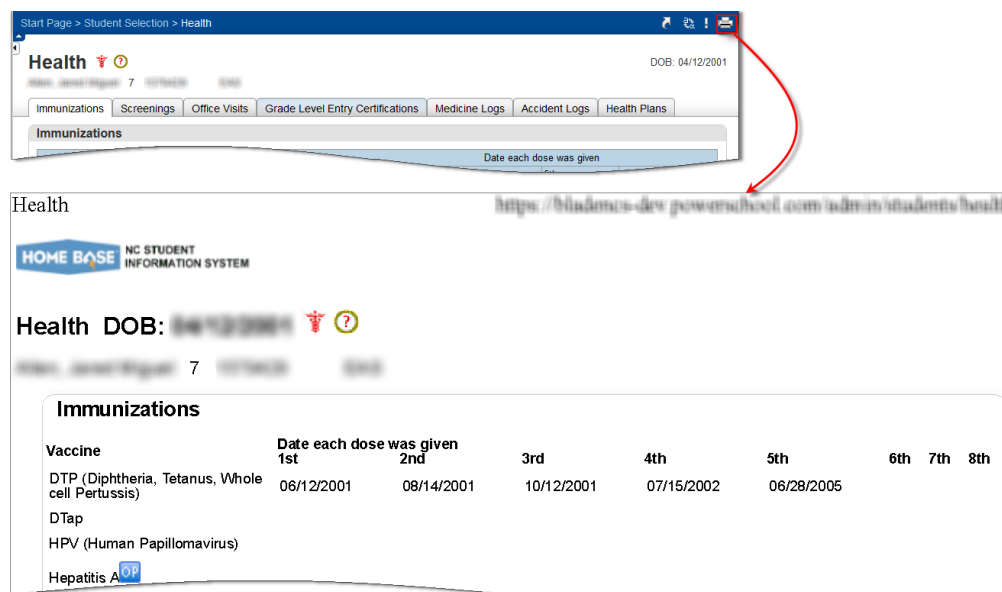 Start Page > Student Selection > Health
Health
DOB: 04/12/2001
7
Immunizations Screenings Office Visits Grade Level Entry Certifications Medicine Logs Accident Logs Health Plans
Immunizations
Date each dose was given
Health
HOME BASE NC STUDENT
INFORMATION SYSTEM
Health DOB:
7
Immunizations
Vaccine Date each dose was given
1st 2nd 3rd 4th 5th 6th 7th 8th
DTP (Diphtheria, Tetanus, Whole
cell Pertussis) 06/12/2001 08/14/2001 10/12/2001 07/15/2002 06/28/2005
DTap
HPV (Human Papillomavirus)
Hepatitis A OP